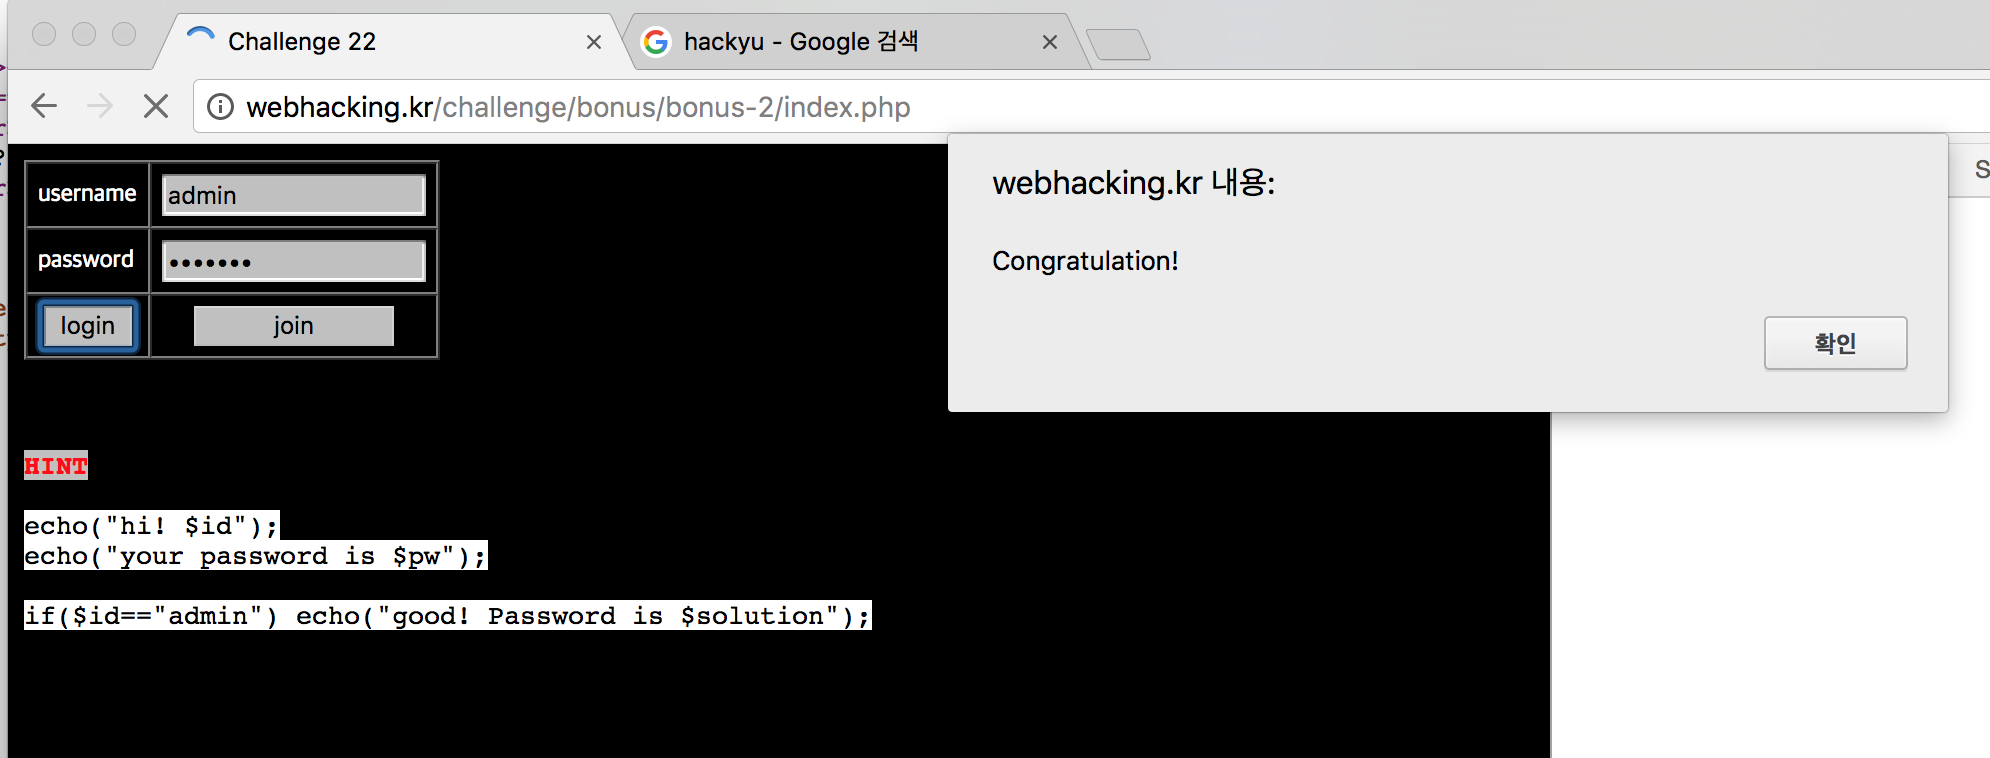 Challenge 22
hackyu - Google 검색
webhacking.kr/challenge/bonus/bonus-2/index.php
webhacking.kr 내용:
Congratulation!
확인
username admin
password •••••••
login join
HINT
echo("hi! $id");
echo("your password is $pw");
if($id=="admin") echo("good! Password is $solution");